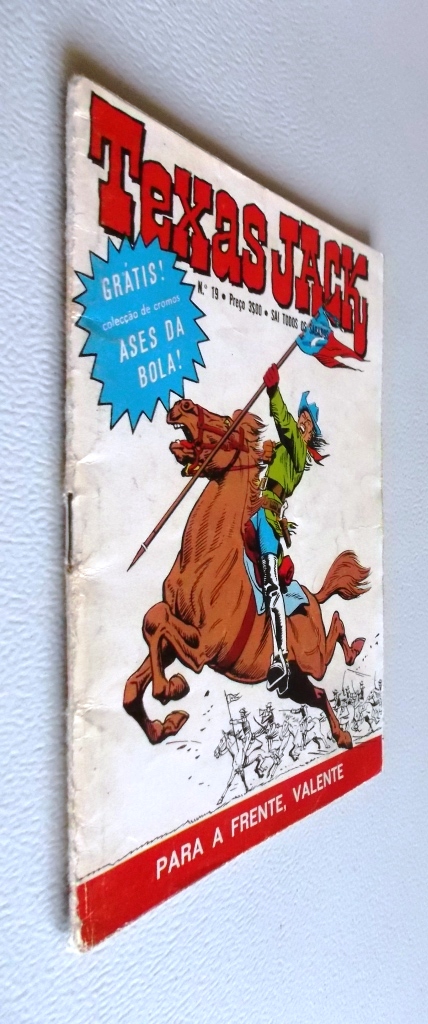 Texas JACK
GRÁTIS!
colecção de cromos
ASES DA
BOLA!
N.º 19 • Preço 3$00 • SAI TODOS OS
PARA A FRENTE, VALENTE